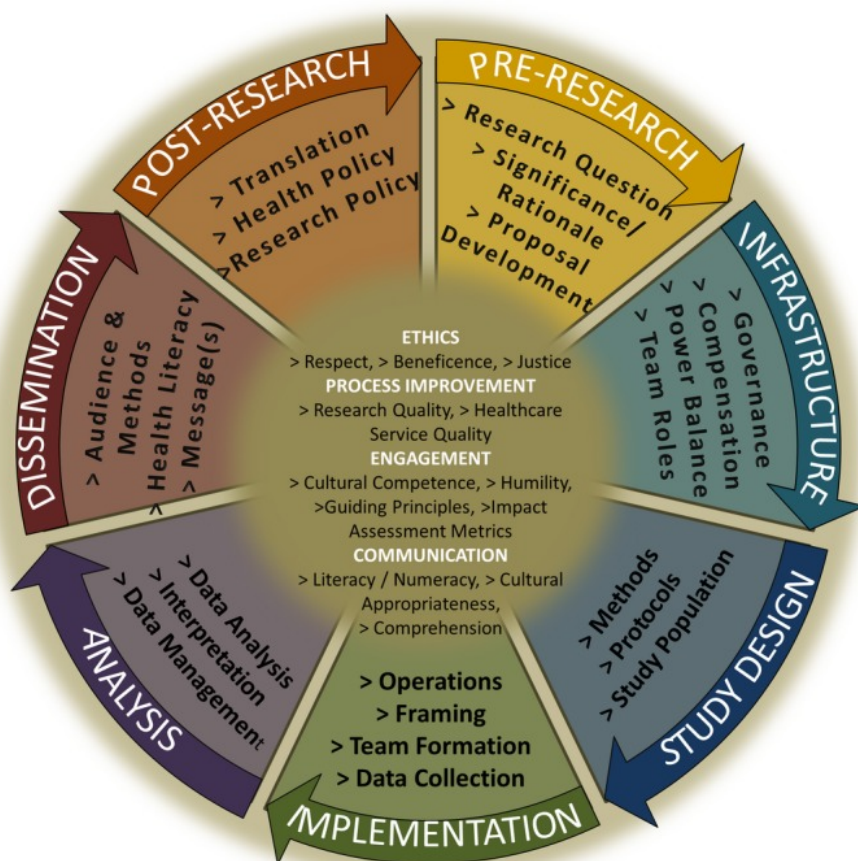 PRE-RESEARCH
> Research Question
> Significance/
Rationale
> Proposal
Development
INFRASTRUCTURE
> Governance
> Compensation
> Power Balance
> Team Roles
STUDY DESIGN
> Methods
> Protocols
> Study Population
IMPLEMENTATION
> Operations
> Framing
> Team Formation
> Data Collection
ANALYSIS
> Data Analysis
> Interpretation
> Data Management
DISSEMINATION
> Audience &
Methods
> Health Literacy
> Message(s)
POST-RESEARCH
> Translation
> Health Policy
>Research Policy
ETHICS
> Respect, > Beneficence, > Justice
PROCESS IMPROVEMENT
> Research Quality, > Healthcare
Service Quality
ENGAGEMENT
> Cultural Competence, > Humility,
>Guiding Principles, >Impact
Assessment Metrics
COMMUNICATION
> Literacy / Numeracy, > Cultural
Appropriateness,
> Comprehension